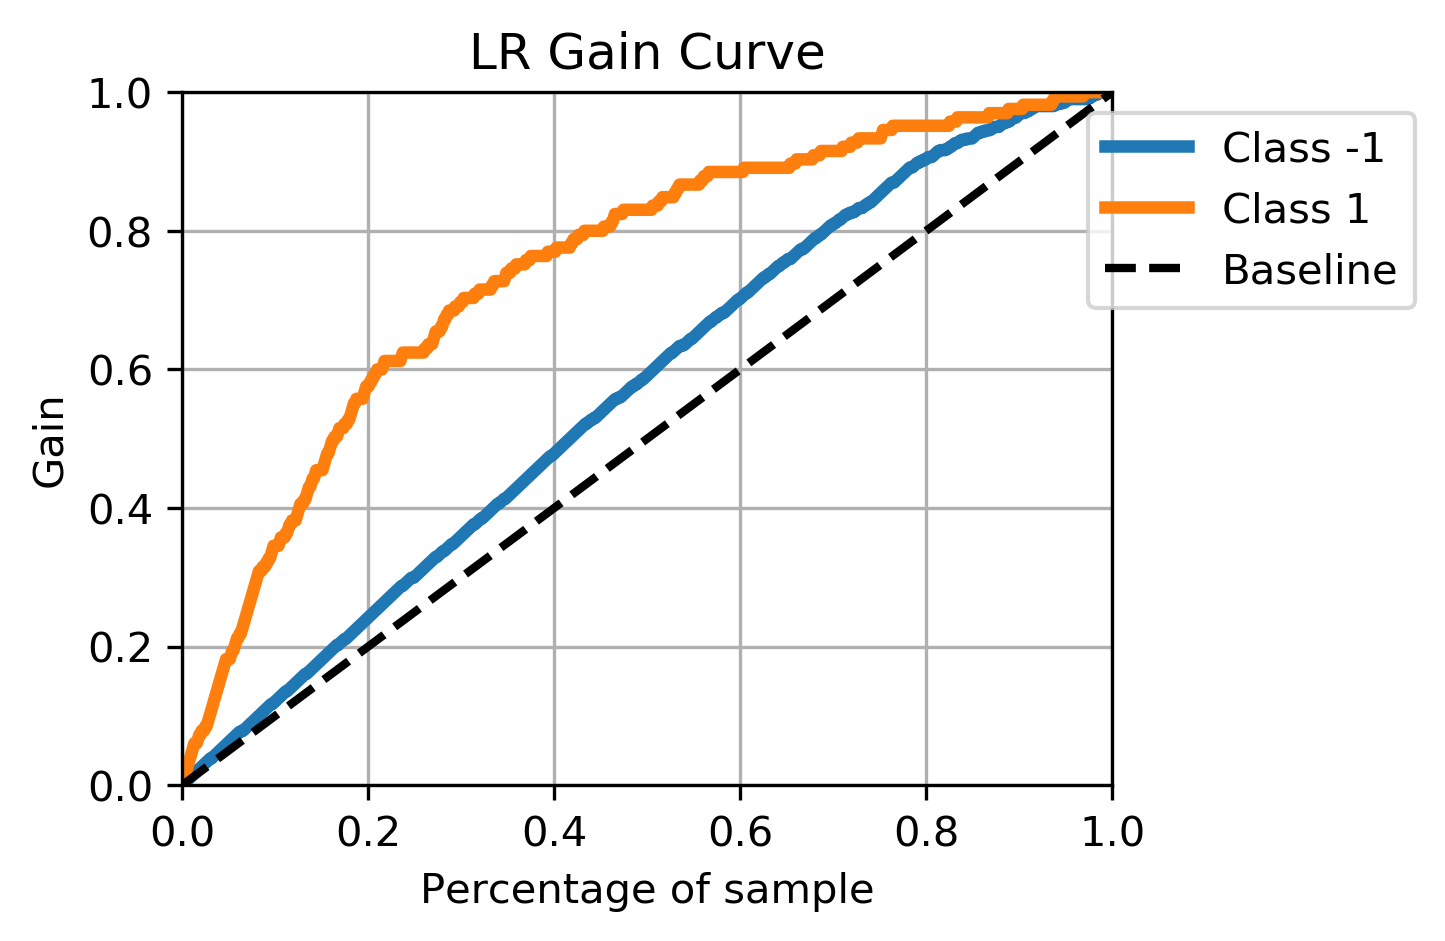 LR Gain Curve
1.0
0.8
0.6
0.4
0.2
0.0
Gain
0.0 0.2 0.4 0.6 0.8 1.0
Percentage of sample
Class -1
Class 1
Baseline